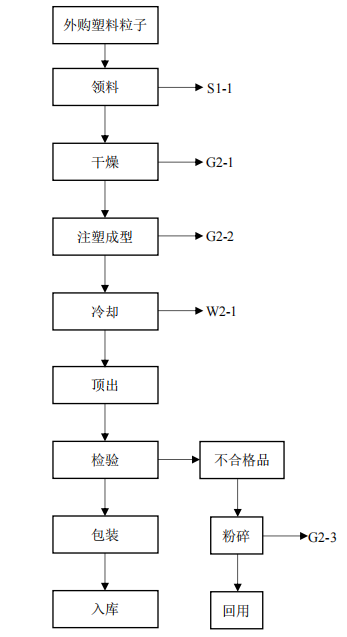 外购塑料粒子
领料
S1-1
干燥
G2-1
注塑成型
G2-2
冷却
W2-1
顶出
检验
不合格品
包装
粉碎
G2-3
入库
回用